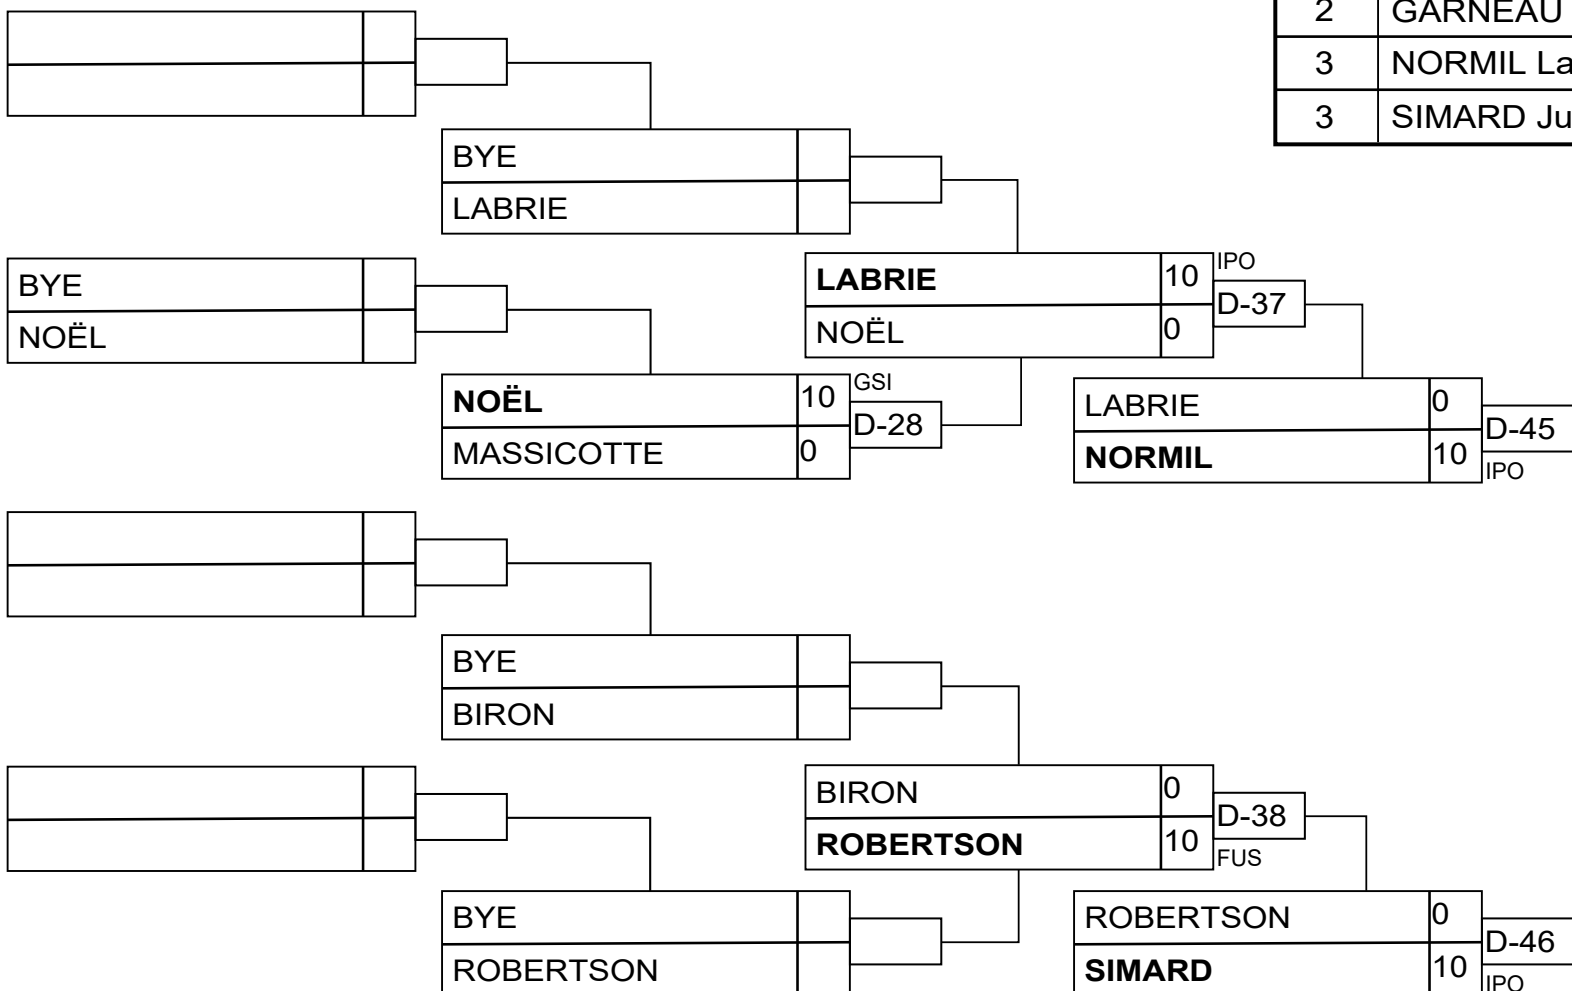 2 GARNEAU
3 NORMIL La
3 SIMARD Ju
BYE
LABRIE
BYE
NOËL
LABRIE 10 IPO
D-37
NOËL 0
NOËL 10 GSI
D-28
MASSICOTTE 0
LABRIE 0
D-45
NORMIL 10 IPO
BYE
BIRON
BIRON 0
D-38
ROBERTSON 10 FUS
BYE
ROBERTSON
ROBERTSON 0
D-46
SIMARD 10 IPO